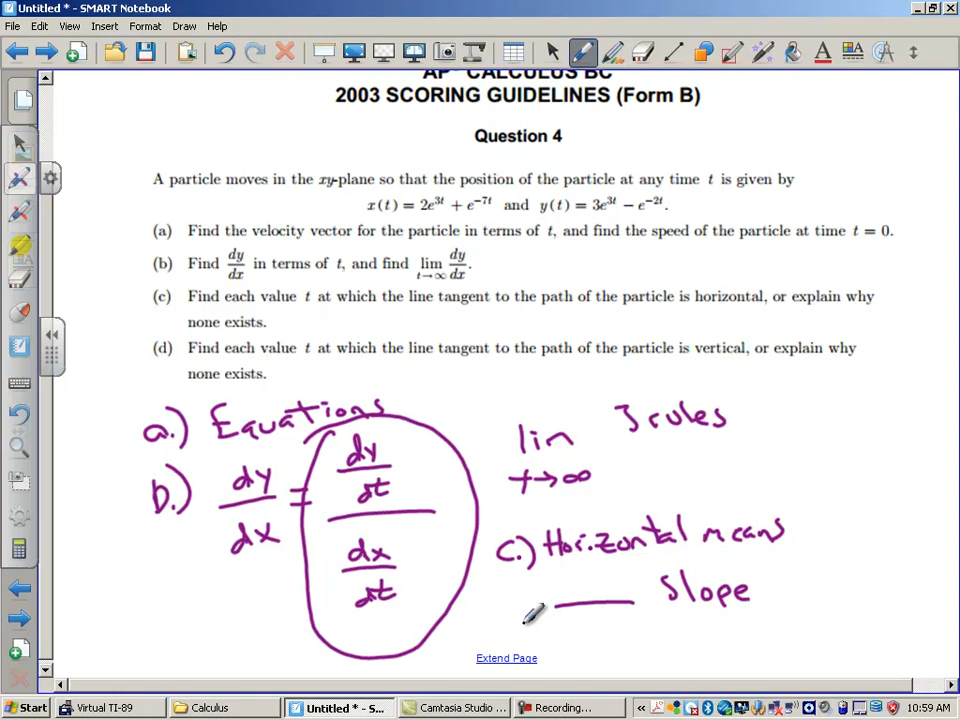 Untitled * - SMART Notebook
File Edit View Insert Format Draw Help
AP® CALCULUS BC
2003 SCORING GUIDELINES (Form B)
Question 4
A particle moves in the xy-plane so that the position of the particle at any time t is given by
x(t) = 2e^{3t} + e^{-7t} and y(t) = 3e^{3t} - e^{-2t}.
(a) Find the velocity vector for the particle in terms of t, and find the speed of the particle at time t = 0.
(b) Find dy/dx in terms of t, and find lim t→∞ dy/dx.
(c) Find each value t at which the line tangent to the path of the particle is horizontal, or explain why
none exists.
(d) Find each value t at which the line tangent to the path of the particle is vertical, or explain why
none exists.
a.) Equations
b.) dy/dx = dy/dt / dx/dt
lim t→∞ 3 rules
c.) Horizontal means
____ slope
Extend Page
Start Virtual TI-89 Calculus Untitled * - S... Camtasia Studio ... Recording... « 10:59 AM